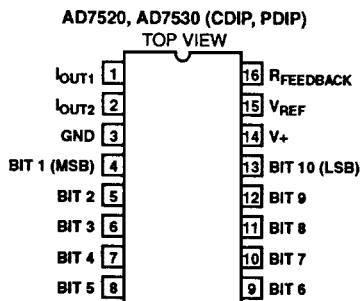 AD7520, AD7530 (CDIP, PDIP)
TOP VIEW
IOUT1 1 16 RFEEDBACK
IOUT2 2 15 VREF
GND 3 14 V+
BIT 1 (MSB) 4 13 BIT 10 (LSB)
BIT 2 5 12 BIT 9
BIT 3 6 11 BIT 8
BIT 4 7 10 BIT 7
BIT 5 8 9 BIT 6